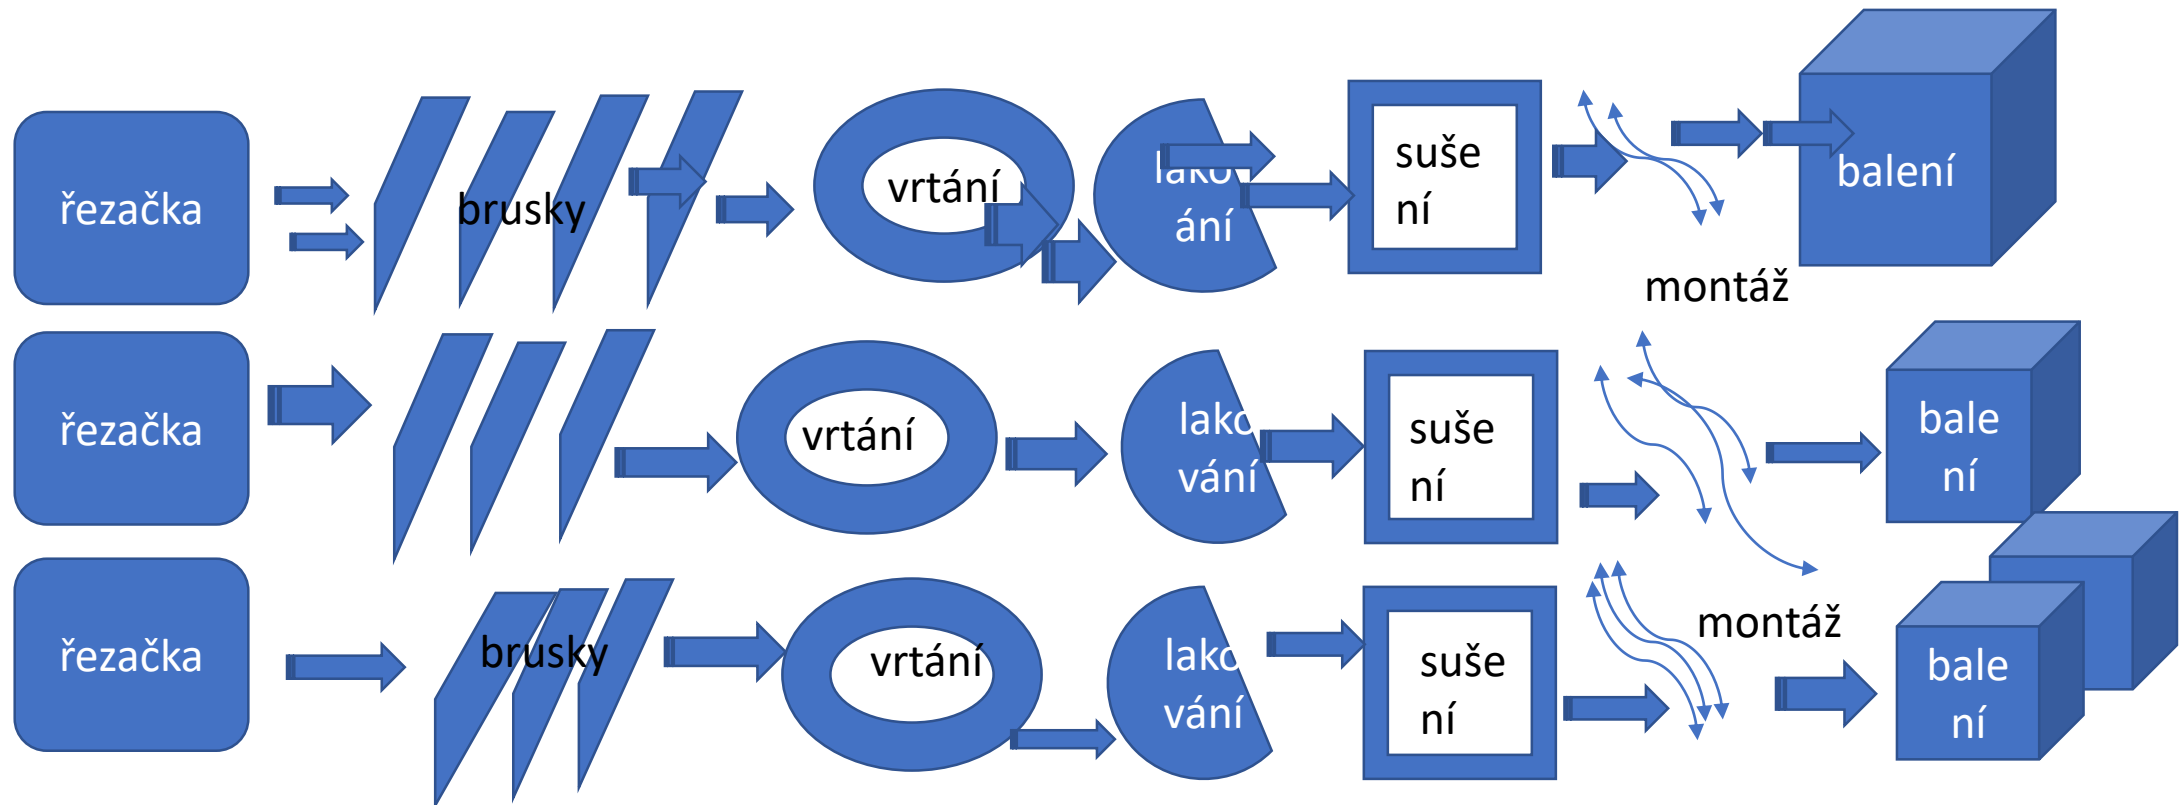 řezačka
brusky
vrtání
lako
ání
suše
ní
balení
montáž
řezačka
vrtání
lako
vání
suše
ní
bale
ní
řezačka
brusky
vrtání
lako
vání
suše
ní
montáž
bale
ní